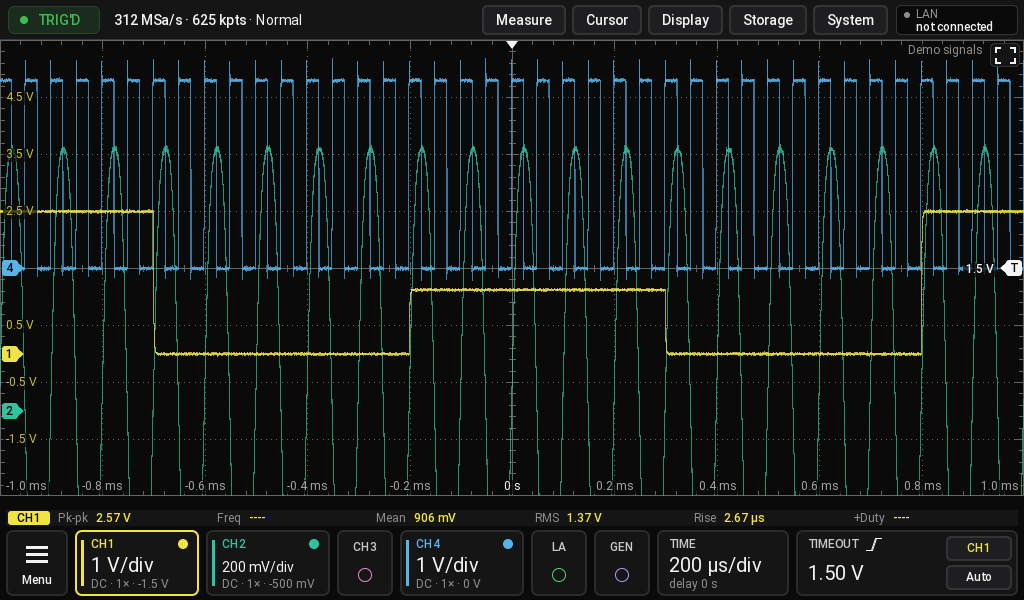 TRIG'D
312 MSa/s · 625 kpts · Normal
Measure
Cursor
Display
Storage
System
LAN
not connected
Demo signals
4.5 V
3.5 V
2.5 V
4
1.5 V
T
0.5 V
1
-0.5 V
2
-1.5 V
-1.0 ms
-0.8 ms
-0.6 ms
-0.4 ms
-0.2 ms
0 s
0.2 ms
0.4 ms
0.6 ms
0.8 ms
1.0 ms
CH1
Pk-pk 2.57 V
Freq ----
Mean 906 mV
RMS 1.37 V
Rise 2.67 µs
+Duty ----
Menu
CH1
1 V/div
DC · 1× · -1.5 V
CH2
200 mV/div
DC · 1× · -500 mV
CH3
CH4
1 V/div
DC · 1× · 0 V
LA
GEN
TIME
200 µs/div
delay 0 s
TIMEOUT
1.50 V
CH1
Auto